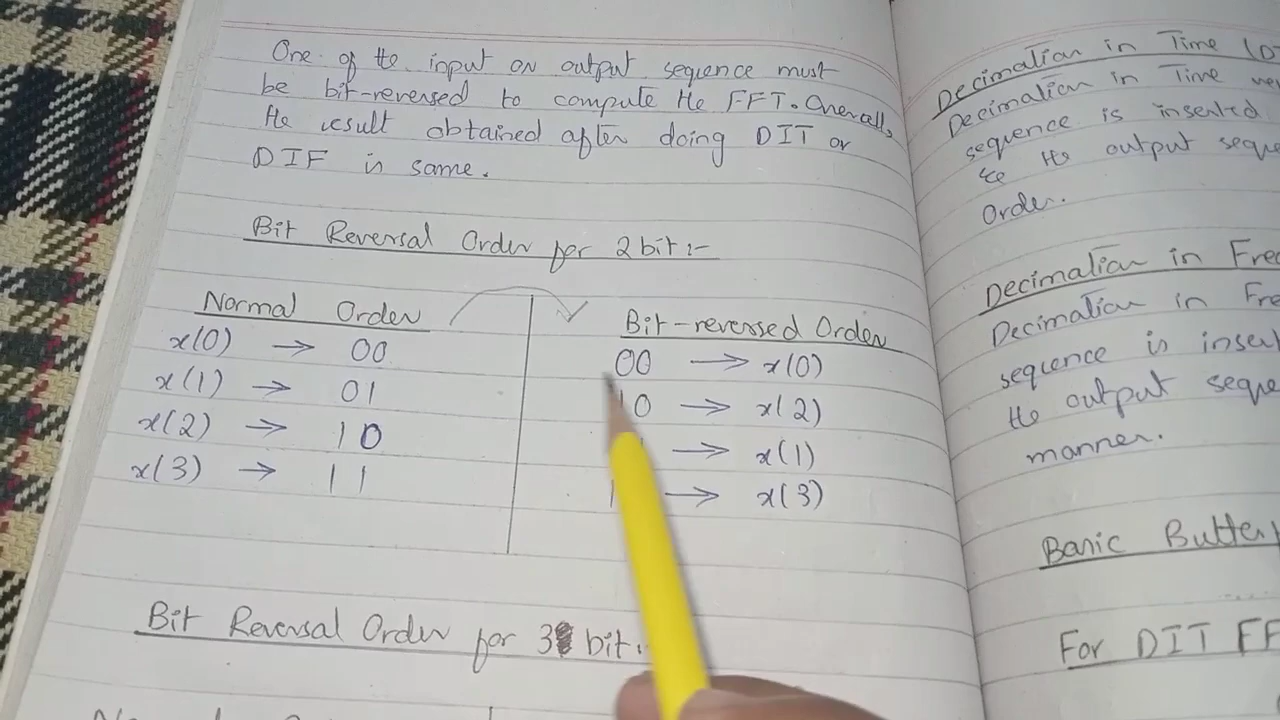 One of the input or output sequence must
be bit-reversed to compute the FFT. Overall,
the result obtained after doing DIT or
DIF is same.
Bit Reversal Order for 2 bit :-
Normal Order
x(0) → 00
x(1) → 01
x(2) → 10
x(3) → 11
Bit-reversed Order
00 → x(0)
10 → x(2)
→ x(1)
1 → x(3)
Bit Reversal Order for 3 bit:
Decimation in Time (D
Decimation in Time
sequence is inserted
to the output seque
Order.
Decimation in Fre
Decimation in Fre
sequence is inser
the output seque
manner.
Basic Butter
For DIT FF